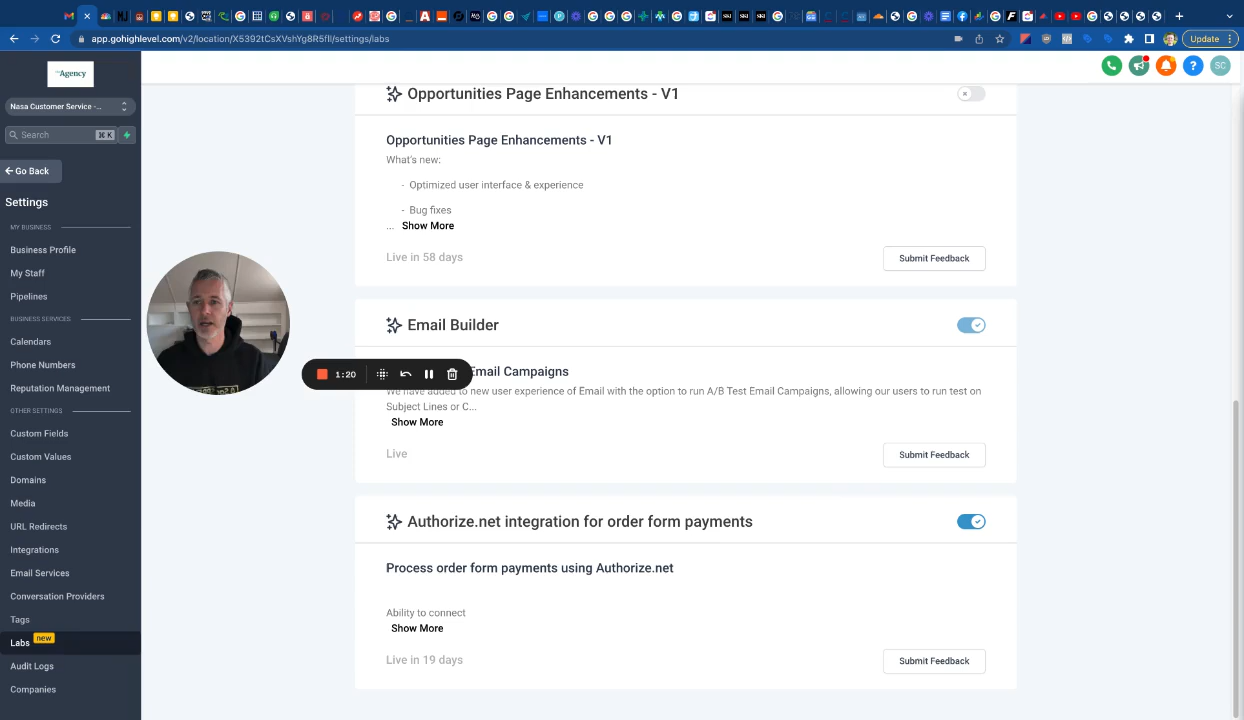 app.gohighlevel.com/v2/location/X5392tCsXVshYg8R5fIl/settings/labs
Update
Agency
Nasa Customer Service -...
Search
⌘ K
Go Back
Settings
MY BUSINESS
Business Profile
My Staff
Pipelines
BUSINESS SERVICES
Calendars
Phone Numbers
Reputation Management
OTHER SETTINGS
Custom Fields
Custom Values
Domains
Media
URL Redirects
Integrations
Email Services
Conversation Providers
Tags
Labs new
Audit Logs
Companies
SC
Opportunities Page Enhancements - V1
Opportunities Page Enhancements - V1
What's new:
- Optimized user interface & experience
- Bug fixes
... Show More
Live in 58 days
Submit Feedback
Email Builder
1:20
Email Campaigns
We have added to new user experience of Email with the option to run A/B Test Email Campaigns, allowing our users to run test on
Subject Lines or C...
Show More
Live
Submit Feedback
Authorize.net integration for order form payments
Process order form payments using Authorize.net
Ability to connect
Show More
Live in 19 days
Submit Feedback